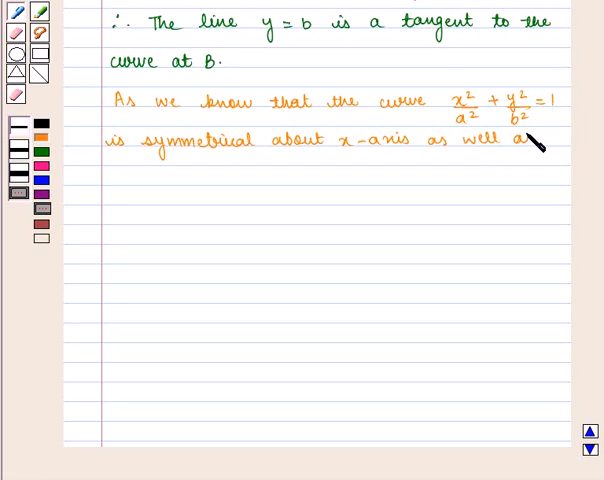 ∴ The line y = b is a tangent to the
curve at B.
As we know that the curve x²/a² + y²/b² = 1
is symmetrical about x-axis as well a